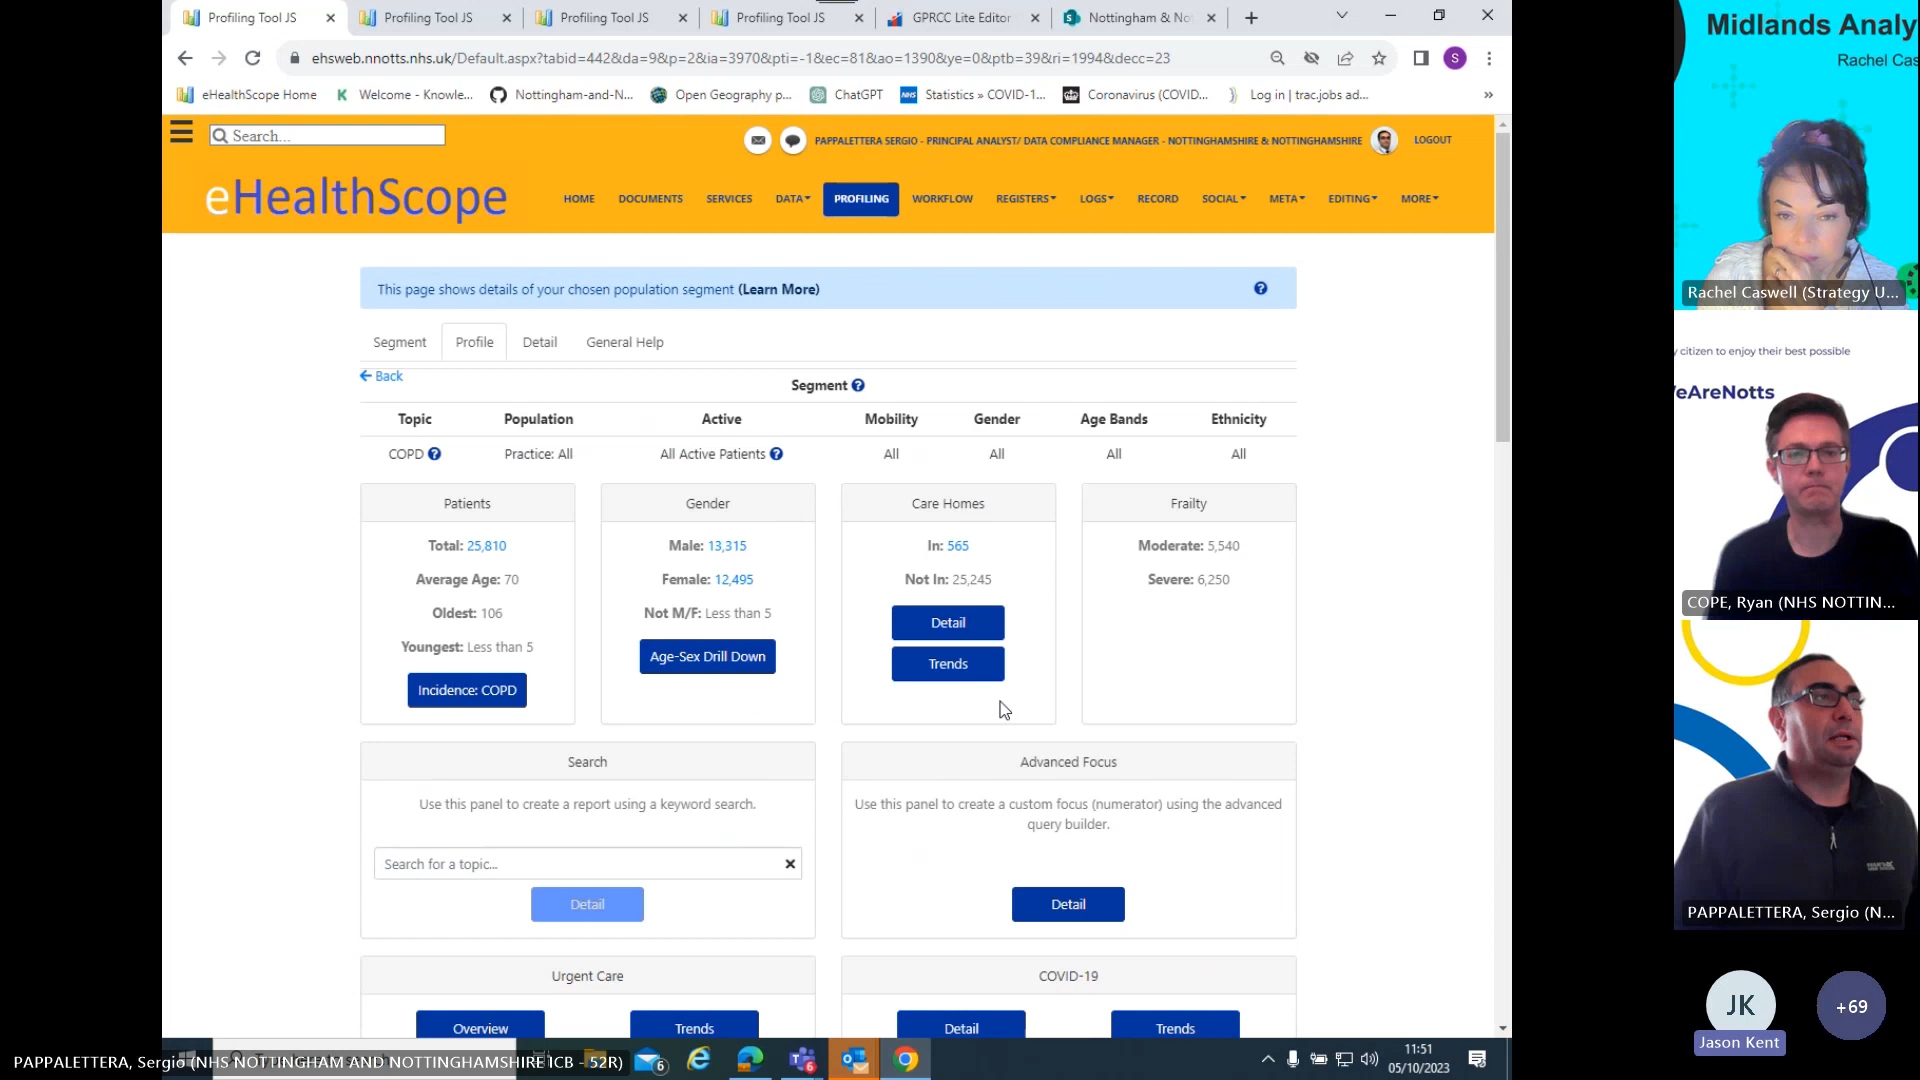 Profiling Tool JS
Profiling Tool JS
Profiling Tool JS
Profiling Tool JS
GPRCC Lite Editor
Nottingham & No
ehsweb.nnotts.nhs.uk/Default.aspx?tabid=442&da=9&p=2&ia=3970&pti=-1&ec=81&ao=1390&ye=0&ptb=39&ri=1994&decc=23
S
eHealthScope Home
Welcome - Knowle...
Nottingham-and-N...
Open Geography p...
ChatGPT
Statistics » COVID-1...
Coronavirus (COVID...
Log in | trac.jobs ad...
Search...
PAPPALETTERA SERGIO - PRINCIPAL ANALYST/ DATA COMPLIANCE MANAGER - NOTTINGHAMSHIRE & NOTTINGHAMSHIRE
LOGOUT
eHealthScope
HOME DOCUMENTS SERVICES DATA PROFILING WORKFLOW REGISTERS LOGS RECORD SOCIAL META EDITING MORE
This page shows details of your chosen population segment (Learn More)
Segment Profile Detail General Help
Back
Segment
Topic Population Active Mobility Gender Age Bands Ethnicity
COPD Practice: All All Active Patients All All All All
Patients
Total: 25,810
Average Age: 70
Oldest: 106
Youngest: Less than 5
Incidence: COPD
Gender
Male: 13,315
Female: 12,495
Not M/F: Less than 5
Age-Sex Drill Down
Care Homes
In: 565
Not In: 25,245
Detail
Trends
Frailty
Moderate: 5,540
Severe: 6,250
Search
Use this panel to create a report using a keyword search.
Search for a topic...
Detail
Advanced Focus
Use this panel to create a custom focus (numerator) using the advanced
query builder.
Detail
Urgent Care
Overview
Trends
COVID-19
Detail
Trends
PAPPALETTERA, Sergio (NHS NOTTINGHAM AND NOTTINGHAMSHIRE ICB - 52R)
6
6
11:51
05/10/2023
Midlands Analy
Rachel Cas
Rachel Caswell (Strategy U...
y citizen to enjoy their best possible
eAreNotts
COPE, Ryan (NHS NOTTIN...
PAPPALETTERA, Sergio (N...
JK
+69
Jason Kent